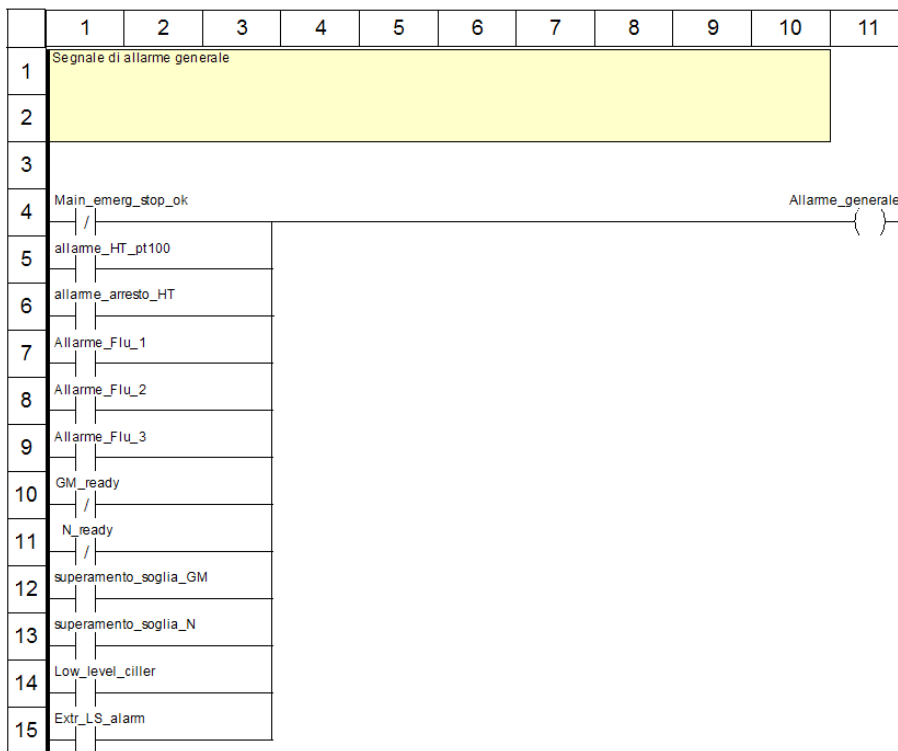 1 2 3 4 5 6 7 8 9 10 11
1 Segnale di allarme generale
2
3
4 Main_emerg_stop_ok Allarme_generale
/ ( )
5 allarme_HT_pt100
6 allarme_arresto_HT
7 Allarme_Flu_1
8 Allarme_Flu_2
9 Allarme_Flu_3
10 GM_ready
/
11 N_ready
/
12 superamento_soglia_GM
13 superamento_soglia_N
14 Low_level_ciller
15 Extr_LS_alarm